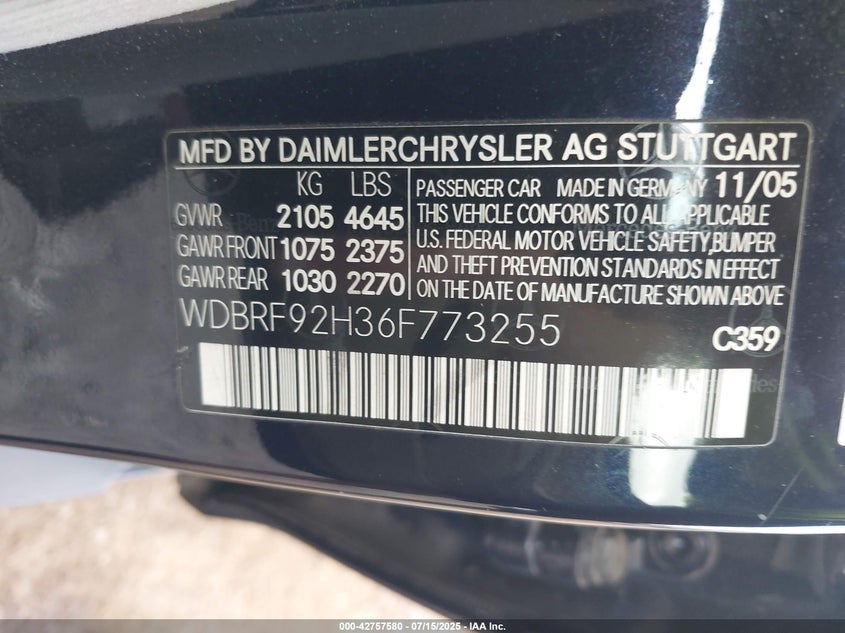 MFD BY DAIMLERCHRYSLER AG STUTTGART
KG LBS
GVWR 2105 4645
GAWR FRONT 1075 2375
GAWR REAR 1030 2270
PASSENGER CAR MADE IN GERMANY 11/05
THIS VEHICLE CONFORMS TO ALL APPLICABLE
U.S. FEDERAL MOTOR VEHICLE SAFETY, BUMPER
AND THEFT PREVENTION STANDARDS IN EFFECT
ON THE DATE OF MANUFACTURE SHOWN ABOVE
WDBRF92H36F773255
C359
000-42757580 - 07/15/2025 - IAA Inc.